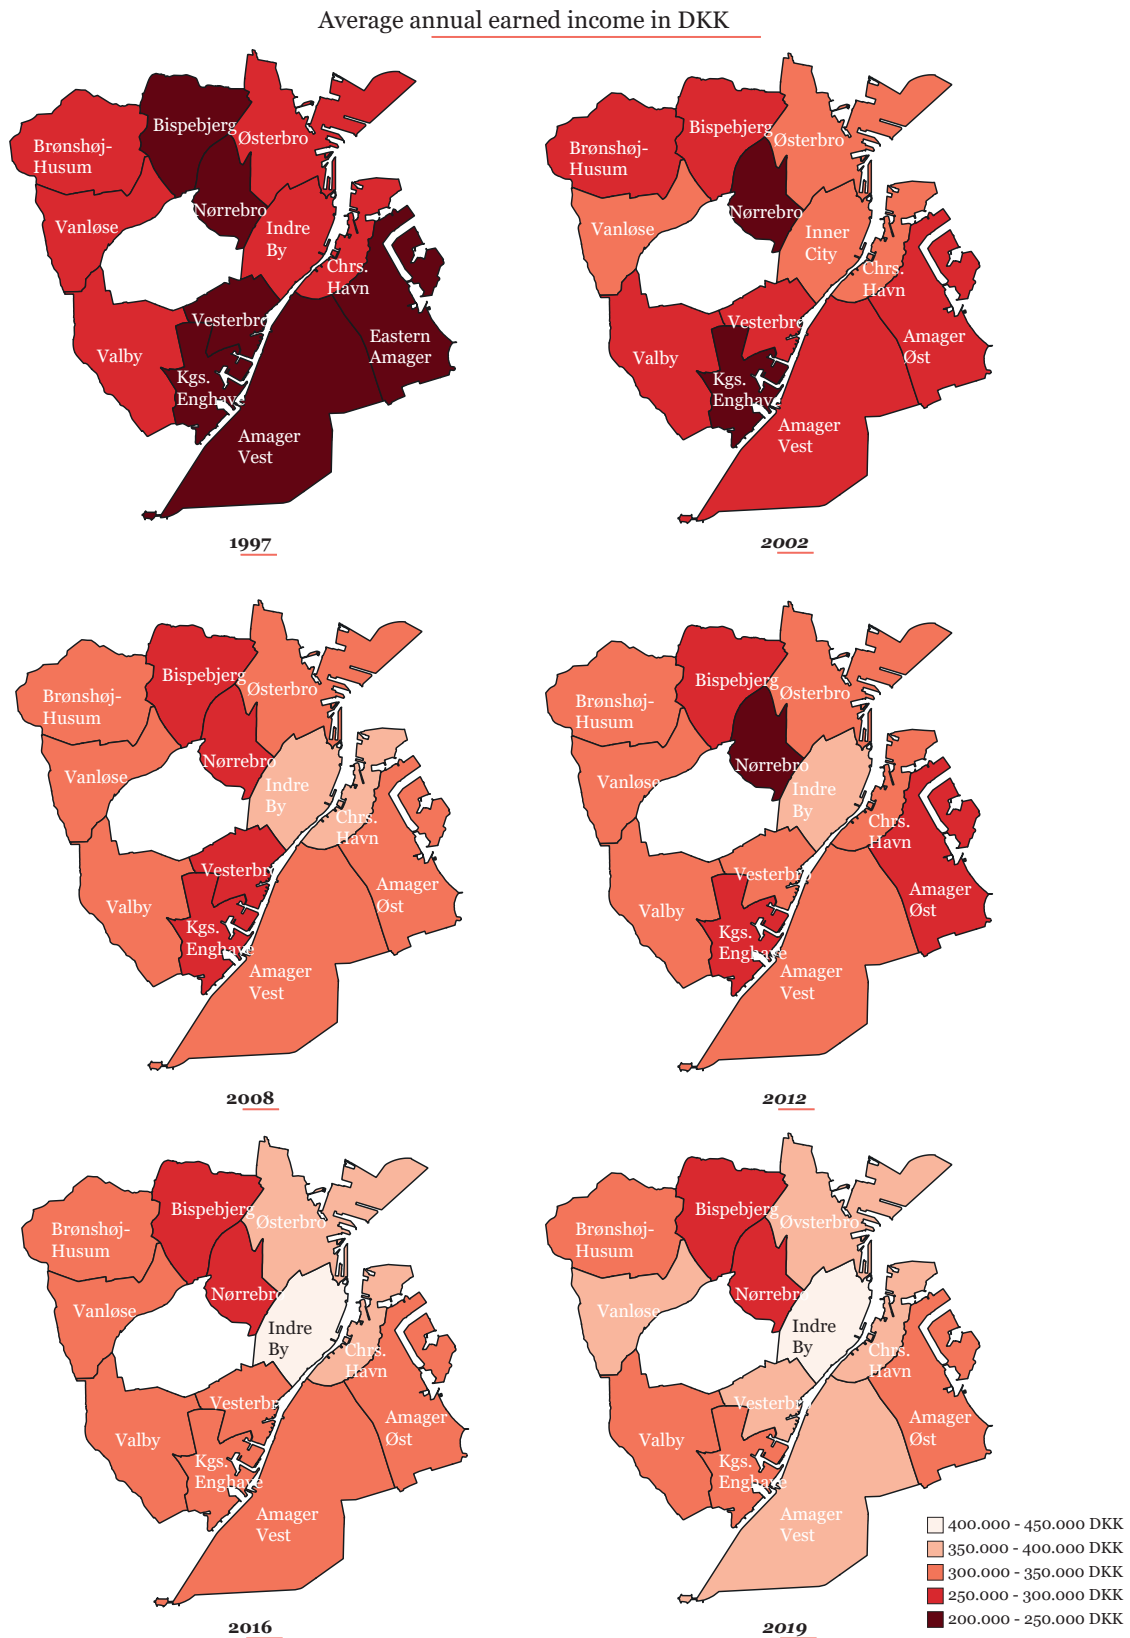 Average annual earned income in DKK
Bispebjerg
Østerbro
Brønshøj-
Husum
Nørrebro
Vanløse
Indre
By
Chrs.
Havn
Vesterbro
Eastern
Amager
Valby
Kgs.
Enghave
Amager
Vest
1997
Bispebjerg
Østerbro
Brønshøj-
Husum
Nørrebro
Vanløse
Inner
City
Chrs.
Havn
Vesterbro
Amager
Øst
Valby
Kgs.
Enghave
Amager
Vest
2002
Bispebjerg
Østerbro
Brønshøj-
Husum
Nørrebro
Vanløse
Indre
By
Chrs.
Havn
Vesterbro
Amager
Øst
Valby
Kgs.
Enghave
Amager
Vest
2008
Bispebjerg
Østerbro
Brønshøj-
Husum
Nørrebro
Vanløse
Indre
By
Chrs.
Havn
Vesterbro
Amager
Øst
Valby
Kgs.
Enghave
Amager
Vest
2012
Bispebjerg
Østerbro
Brønshøj-
Husum
Nørrebro
Vanløse
Indre
By
Chrs.
Havn
Vesterbro
Amager
Øst
Valby
Kgs.
Enghave
Amager
Vest
2016
Bispebjerg
Øvsterbro
Brønshøj-
Husum
Nørrebro
Vanløse
Indre
By
Chrs.
Havn
Vesterbro
Amager
Øst
Valby
Kgs.
Enghave
Amager
Vest
2019
400.000 - 450.000 DKK
350.000 - 400.000 DKK
300.000 - 350.000 DKK
250.000 - 300.000 DKK
200.000 - 250.000 DKK